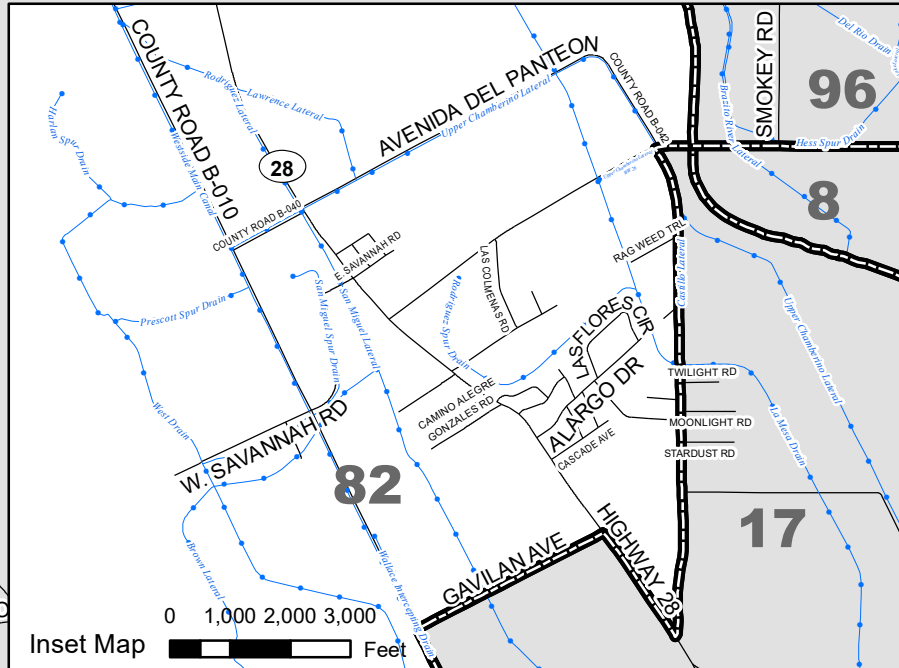 COUNTY ROAD B-010
Rodriguez Lateral
Lawrence Lateral
AVENIDA DEL PANTEON
Upper Chamberino Lateral
COUNTY ROAD B-042
Brazito River Lateral
SMOKEY RD
Del Rio Drain
96
Hess Spur Drain
Harlan Spur Drain
Westside Main Canal
28
8
COUNTY ROAD B-040
E. SAVANNAH RD
LAS COLMENAS RD
RAG WEED TRL
Castillo Lateral
Prescott Spur Drain
San Miguel Spur Drain
San Miguel Lateral
Rodriguez Spur Drain
LAS FLORES CIR
Upper Chamberino Lateral
West Drain
CAMINO ALEGRE
GONZALES RD
ALARGO DR
CASCADE AVE
TWILIGHT RD
MOONLIGHT RD
STARDUST RD
La Mesa Drain
W. SAVANNAH RD
82
17
Brown Lateral
Wallace Intercepting Drain
GAVILAN AVE
HIGHWAY 28
Inset Map
0 1,000 2,000 3,000
Feet